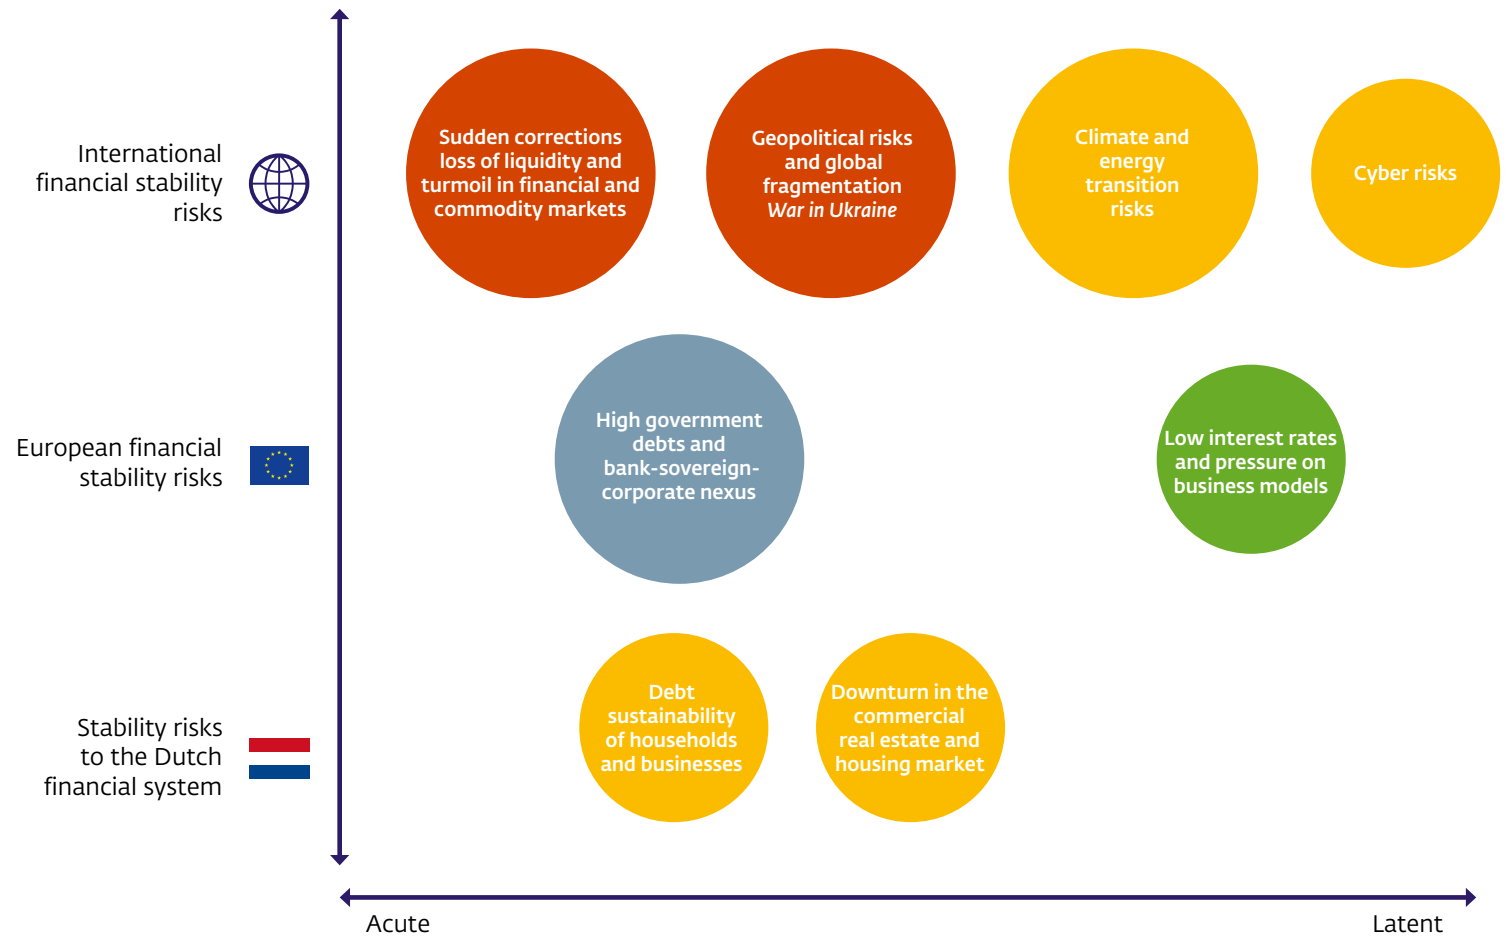 International
financial stability
risks
Sudden corrections
loss of liquidity and
turmoil in financial and
commodity markets
Geopolitical risks
and global
fragmentation
War in Ukraine
Climate and
energy
transition
risks
Cyber risks
European financial
stability risks
High government
debts and
bank-sovereign-
corporate nexus
Low interest rates
and pressure on
business models
Stability risks
to the Dutch
financial system
Debt
sustainability
of households
and businesses
Downturn in the
commercial
real estate and
housing market
Acute
Latent